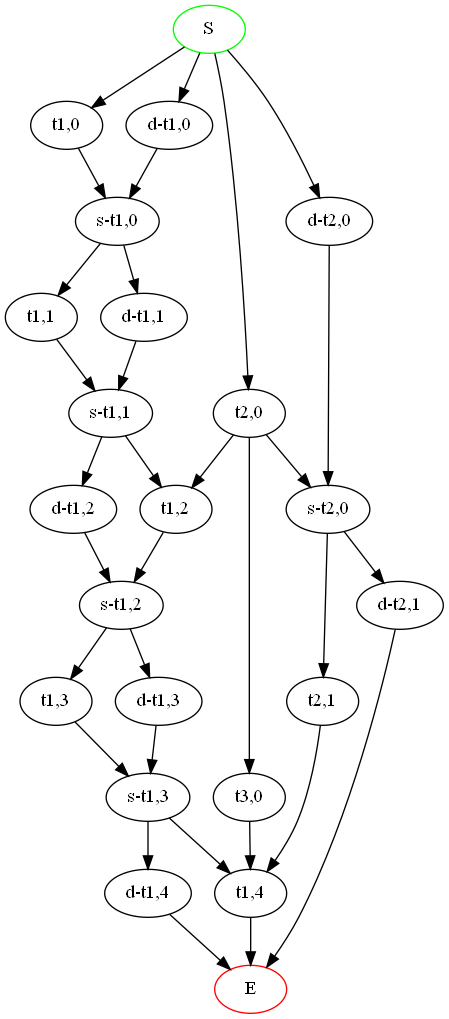 S
t1,0
d-t1,0
s-t1,0
d-t2,0
t1,1
d-t1,1
s-t1,1
t2,0
d-t1,2
t1,2
s-t2,0
s-t1,2
d-t2,1
t1,3
d-t1,3
t2,1
s-t1,3
t3,0
d-t1,4
t1,4
E